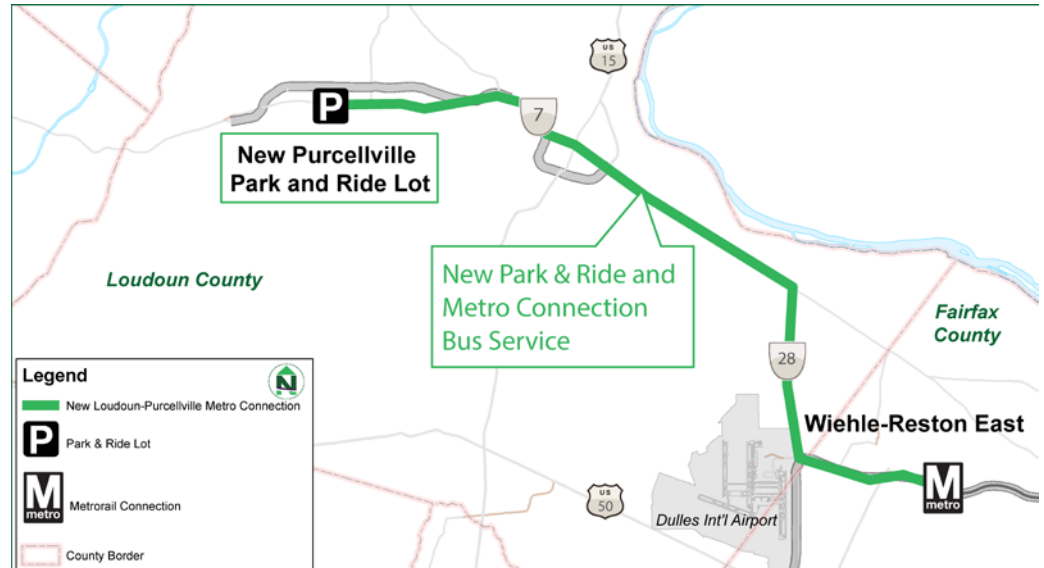 US
15
P
7
New Purcellville
Park and Ride Lot
New Park & Ride and
Metro Connection
Bus Service
Loudoun County
Fairfax
County
28
Wiehle-Reston East
M
metro
US
50
Dulles Int'l Airport
Legend
N
New Loudoun-Purcellville Metro Connection
P
Park & Ride Lot
M
metro
Metrorail Connection
County Border